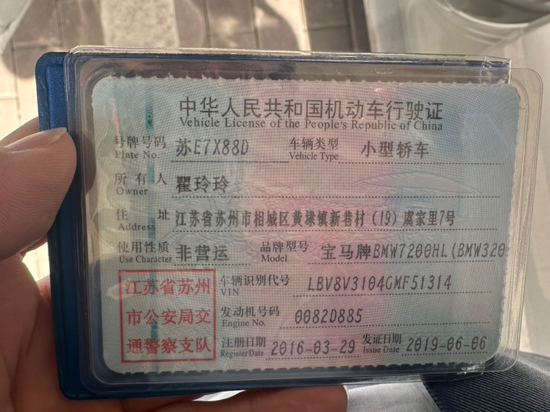 中华人民共和国机动车行驶证
Vehicle License of the People's Republic of China
号牌号码 苏E7X88D 车辆类型 小型轿车
Plate No. Vehicle Type
所有人 瞿玲玲
Owner
住址 江苏省苏州市相城区黄埭镇新巷村(19)虞家里7号
Address
使用性质 非营运 品牌型号 宝马牌BMW7200HL(BMW320
Use Character Model
江苏省苏州 车辆识别代号 LBV8V3104GMF51314
VIN
市公安局交 发动机号码 0082D885
Engine No.
通警察支队 注册日期 2016-03-29 发证日期 2019-06-06
Register Date Issue Date